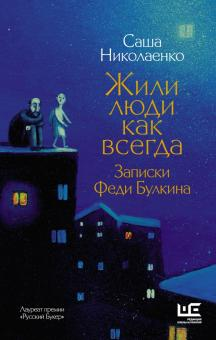 Саша
Николаенко
Жили люди
как всегда
Записки
Феди Булкина
Лауреат премии
«Русский Букер»